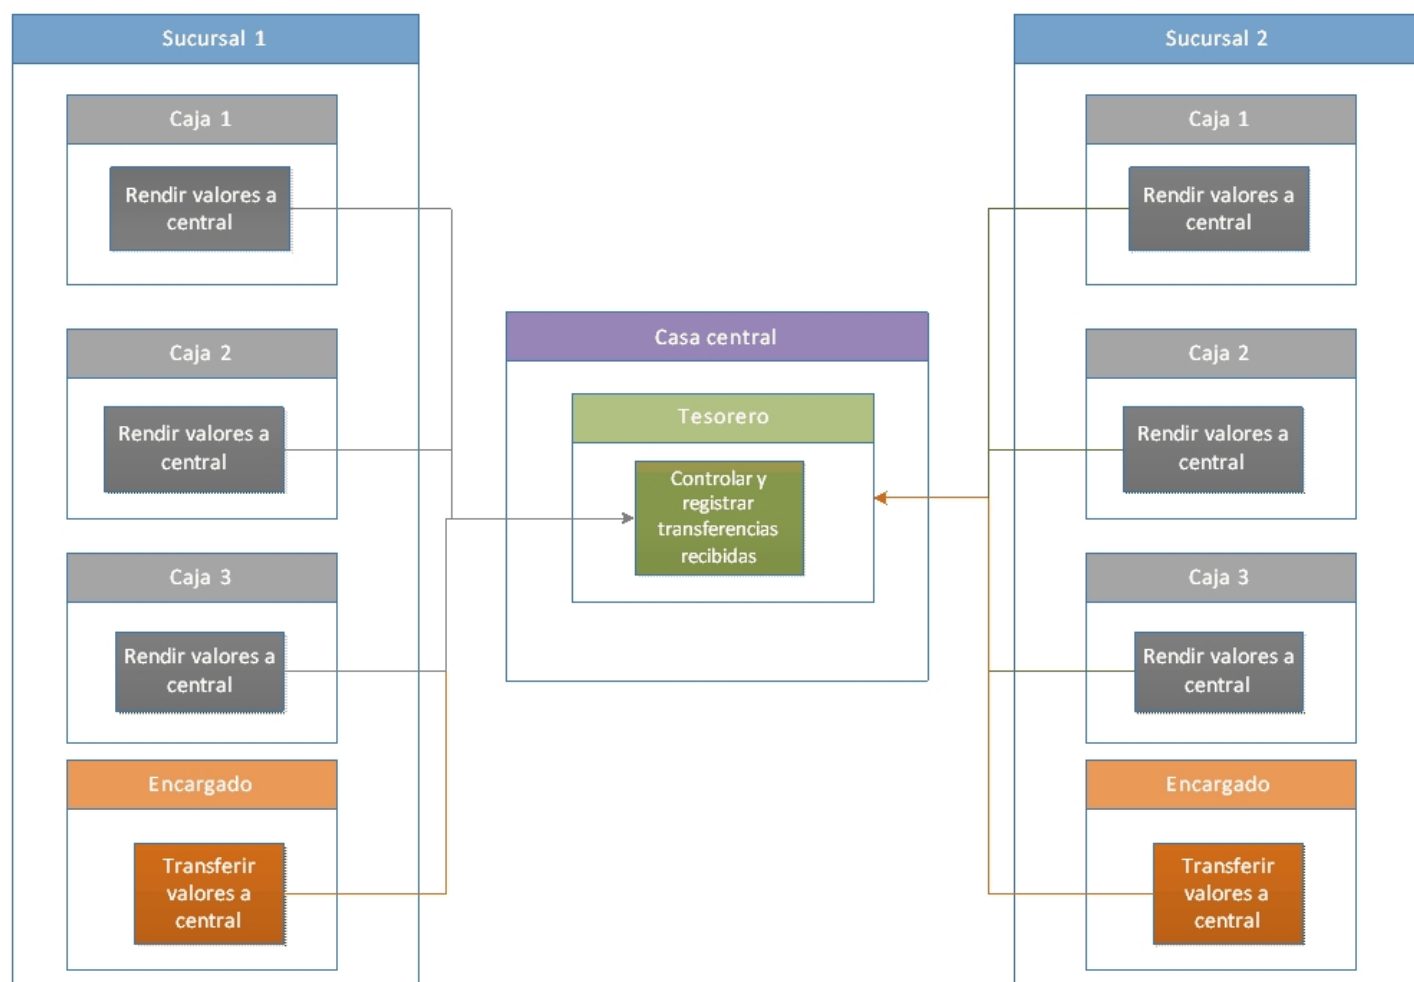 Sucursal 1
Caja 1
Rendir valores a
central
Caja 2
Rendir valores a
central
Caja 3
Rendir valores a
central
Encargado
Transferir
valores a
central
Casa central
Tesorero
Controlar y
registrar
transferencias
recibidas
Sucursal 2
Caja 1
Rendir valores a
central
Caja 2
Rendir valores a
central
Caja 3
Rendir valores a
central
Encargado
Transferir
valores a
central